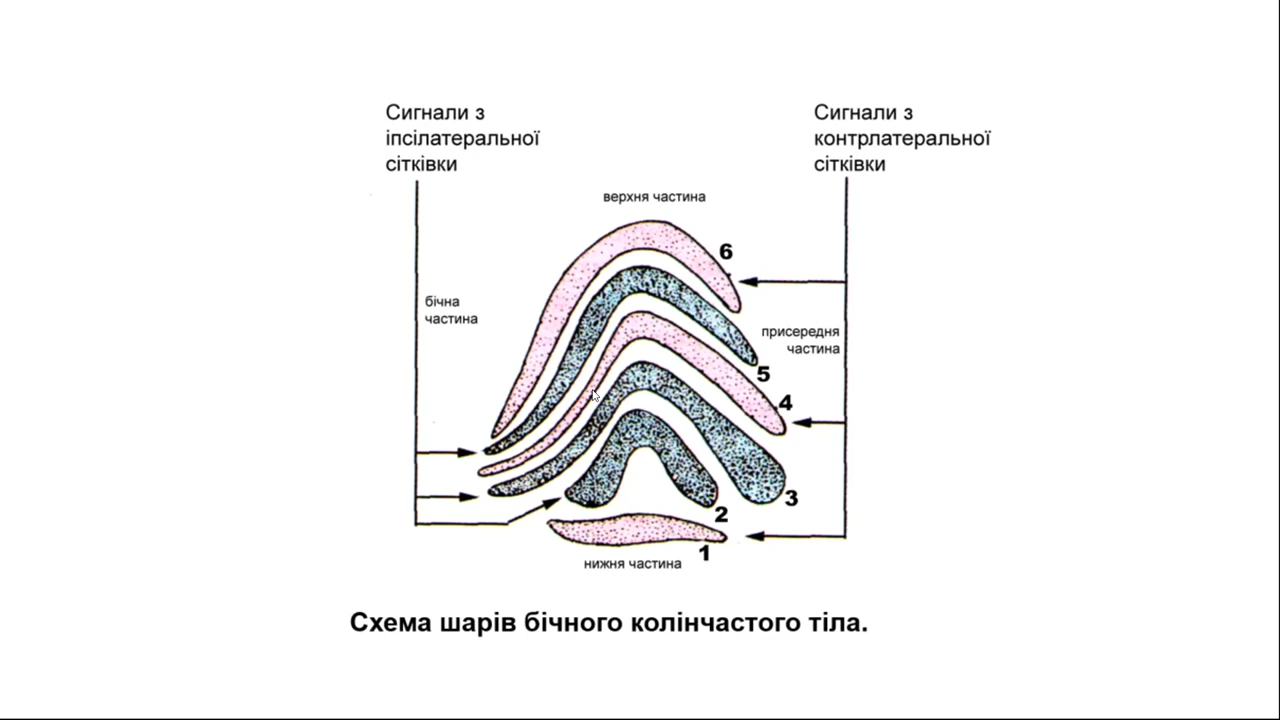 Сигнали з
іпсілатеральної
сітківки
Сигнали з
контрлатеральної
сітківки
верхня частина
6
бічна
частина
присередня
частина
5
4
3
2
1
нижня частина
Схема шарів бічного колінчастого тіла.